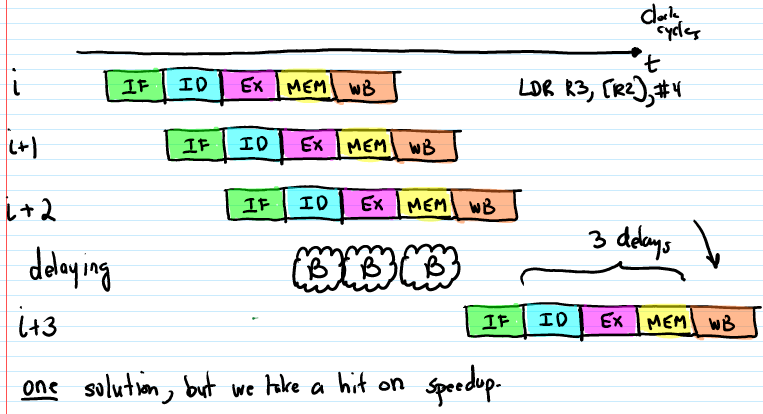 clock
cycles
t
i IF ID EX MEM WB LDR R3, [R2], #4
i+1 IF ID EX MEM WB
i+2 IF ID EX MEM WB
delaying B B B 3 delays
i+3 IF ID EX MEM WB
one solution, but we take a hit on speedup.